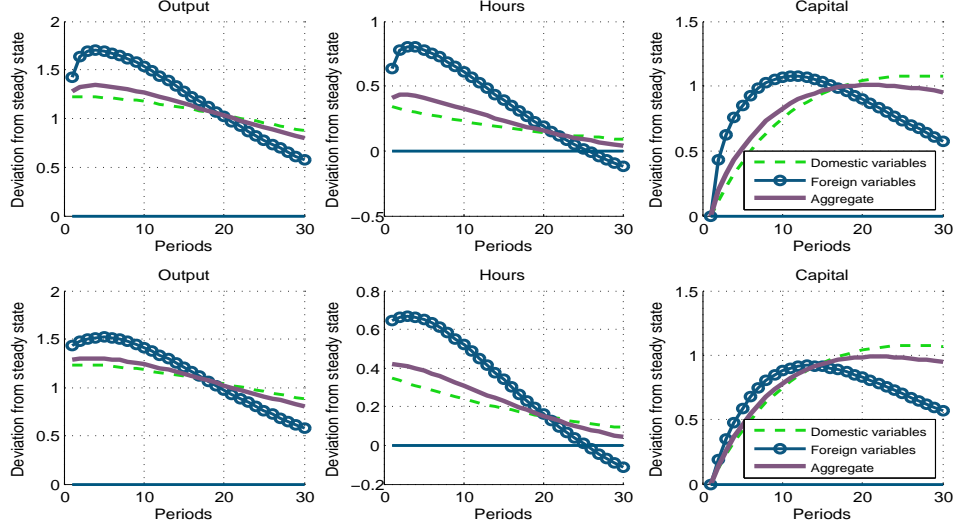 Output
Deviation from steady state
2
1.5
1
0.5
0
0
10
20
30
Periods
Hours
Deviation from steady state
1
0.5
0
−0.5
0
10
20
30
Periods
Capital
Deviation from steady state
1.5
1
0.5
0
0
10
20
30
Periods
Domestic variables
Foreign variables
Aggregate
Output
Deviation from steady state
2
1.5
1
0.5
0
0
10
20
30
Periods
Hours
Deviation from steady state
0.8
0.6
0.4
0.2
0
−0.2
0
10
20
30
Periods
Capital
Deviation from steady state
1.5
1
0.5
0
0
10
20
30
Periods
Domestic variables
Foreign variables
Aggregate